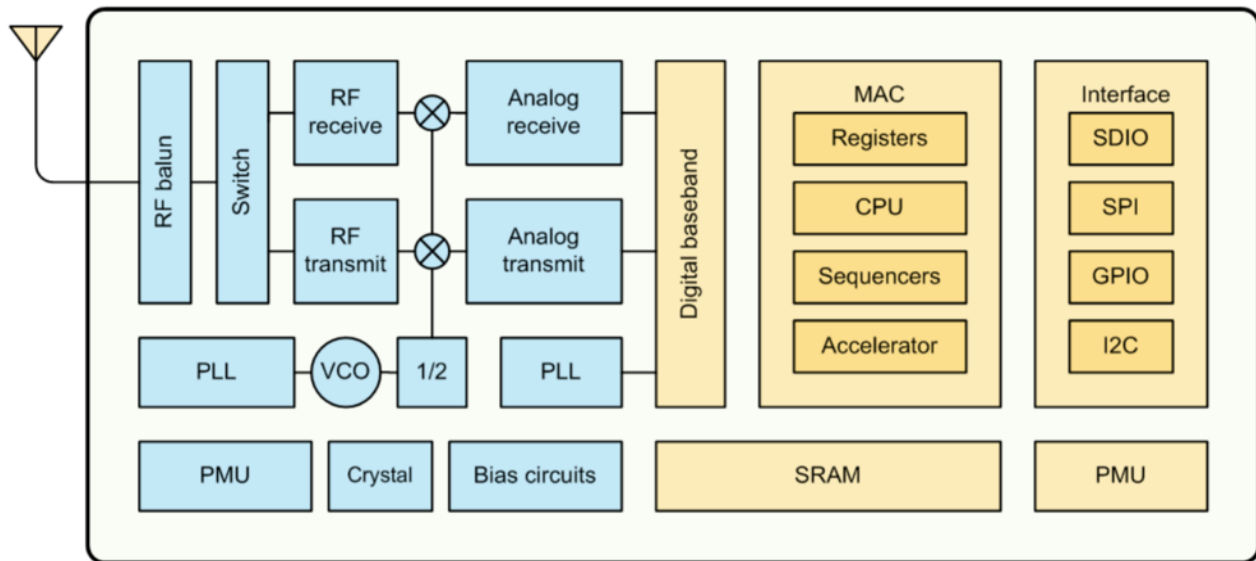 RF balun
Switch
RF
receive
Analog
receive
RF
transmit
Analog
transmit
PLL
VCO
1/2
PLL
Digital baseband
MAC
Registers
CPU
Sequencers
Accelerator
Interface
SDIO
SPI
GPIO
I2C
PMU
Crystal
Bias circuits
SRAM
PMU